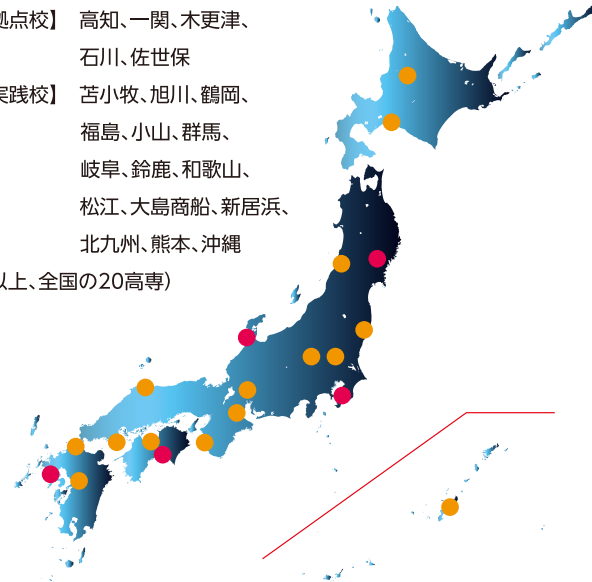 拠点校】 高知、一関、木更津、
石川、佐世保
実践校】 苫小牧、旭川、鶴岡、
福島、小山、群馬、
岐阜、鈴鹿、和歌山、
松江、大島商船、新居浜、
北九州、熊本、沖縄
以上、全国の20高専）